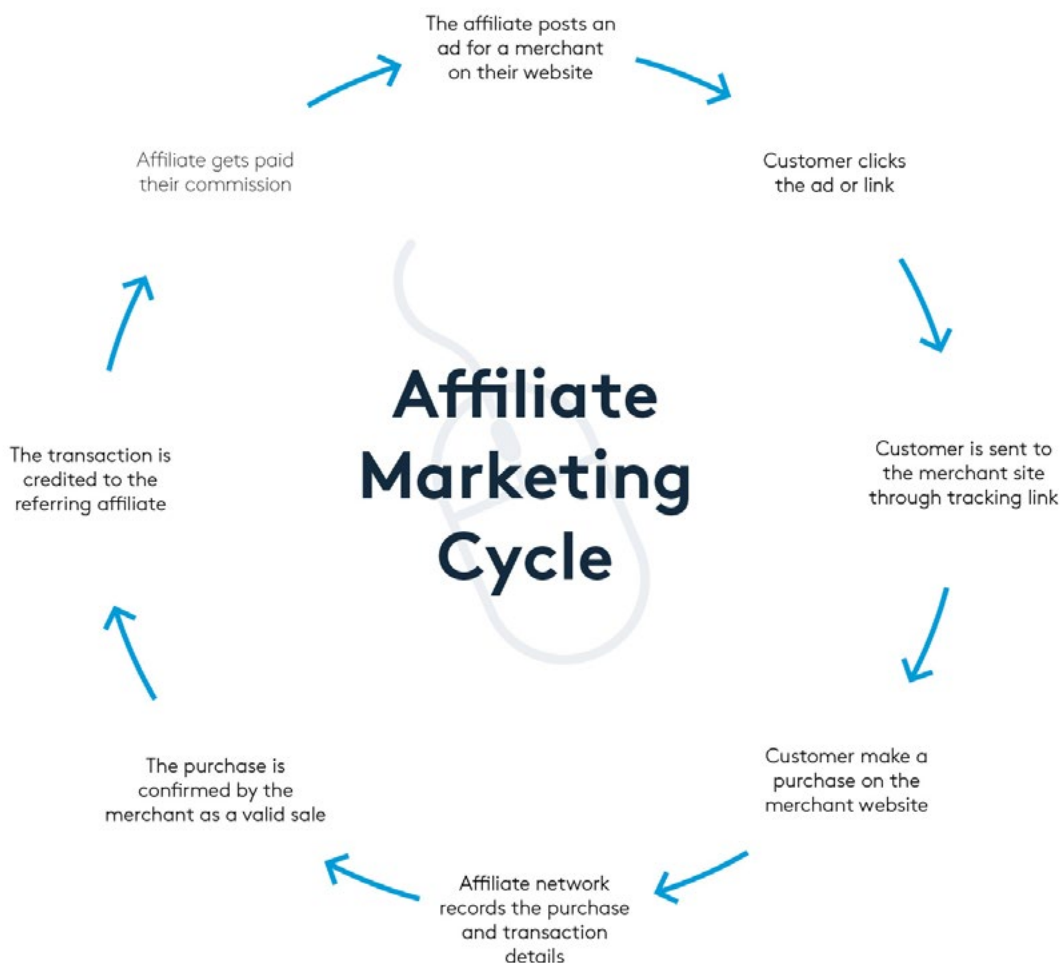 The affiliate posts an
ad for a merchant
on their website
Customer clicks
the ad or link
Customer is sent to
the merchant site
through tracking link
Customer make a
purchase on the
merchant website
Affiliate network
records the purchase
and transaction
details
The purchase is
confirmed by the
merchant as a valid sale
The transaction is
credited to the
referring affiliate
Affiliate gets paid
their commission
Affiliate
Marketing
Cycle